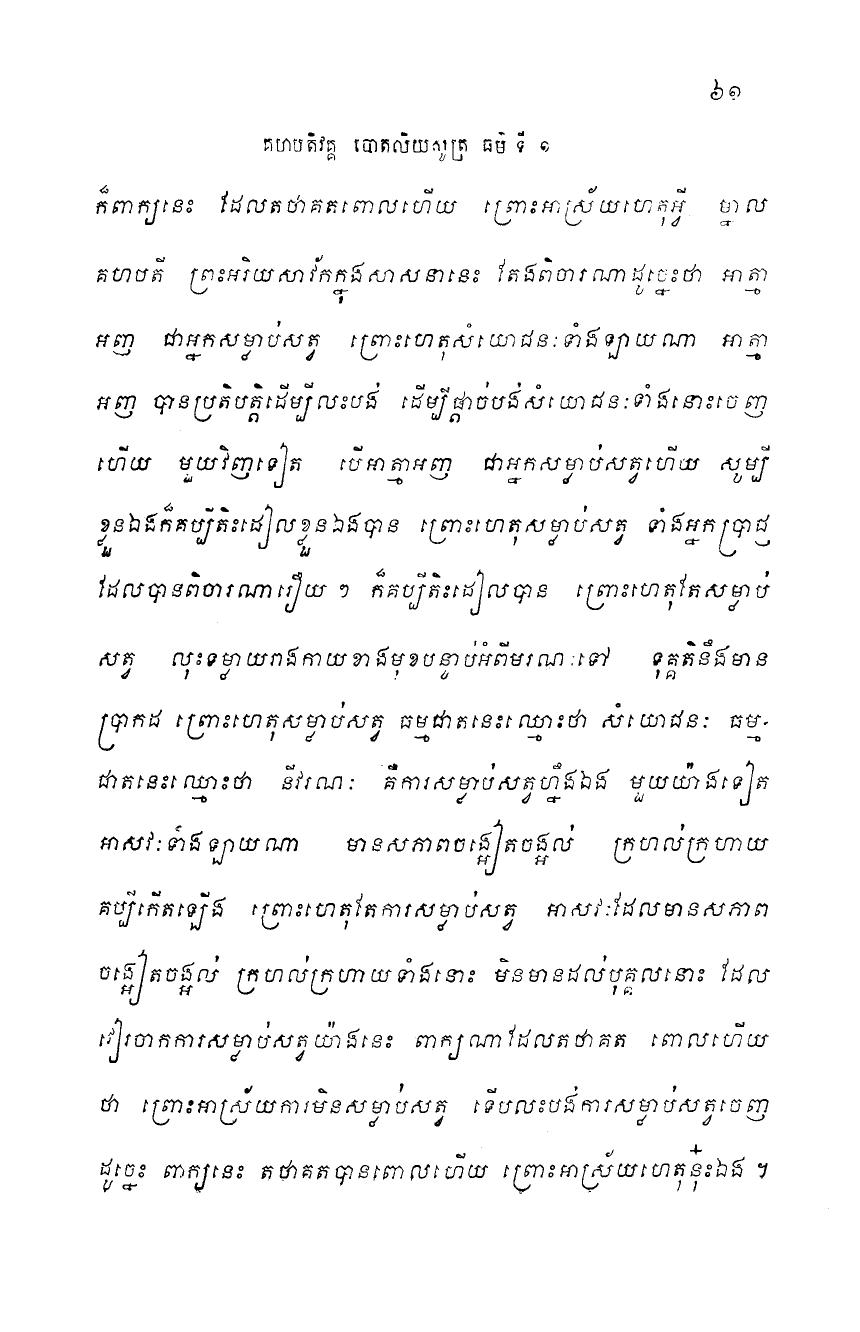 ៦១
គហបតិវគ្គ បោតលិយសូត្រ ធម៌ ទី ១
ក៏ពាក្យនេះ ដែលតថាគតពោលហើយ ព្រោះអាស្រ័យហេតុអ្វី ម្នាល
គហបតី ព្រះអរិយសាវ័កក្នុងសាសនានេះ តែងពិចារណាដូច្នេះថា អាត្មា
អញ ជាអ្នកសម្លាប់សត្វ ព្រោះហេតុសំយោជនៈទាំងឡាយណា អាត្មា
អញ បានប្រតិបត្តិដើម្បីលះបង់ ដើម្បីផ្តាច់បង់សំយោជនៈទាំងនោះចេញ
ហើយ មួយវិញទៀត បើអាត្មាអញ ជាអ្នកសម្លាប់សត្វហើយ សូម្បី
ខ្លួនឯងក៏គប្បីតិះដៀលខ្លួនឯងបាន ព្រោះហេតុសម្លាប់សត្វ ទាំងអ្នកប្រាជ្ញ
ដែលបានពិចារណារឿយ ៗ ក៏គប្បីតិះដៀលបាន ព្រោះហេតុតែសម្លាប់
សត្វ លុះទម្លាយរាងកាយខាងមុខបន្ទាប់អំពីមរណៈទៅ ទុគ្គតិនឹងមាន
ប្រាកដ ព្រោះហេតុសម្លាប់សត្វ ធម្មជាតនេះឈ្មោះថា សំយោជនៈ ធម្ម-
ជាតនេះឈ្មោះថា នីវរណៈ គឺការសម្លាប់សត្វហ្នឹងឯង មួយយ៉ាងទៀត
អាសវៈទាំងឡាយណា មានសភាពចង្អៀតចង្អល់ ក្រហល់ក្រហាយ
គប្បីកើតឡើង ព្រោះហេតុតែការសម្លាប់សត្វ អាសវៈដែលមានសភាព
ចង្អៀតចង្អល់ ក្រហល់ក្រហាយទាំងនោះ មិនមានដល់បុគ្គលនោះ ដែល
វៀរចាកការសម្លាប់សត្វយ៉ាងនេះ ពាក្យណាដែលតថាគត ពោលហើយ
ថា ព្រោះអាស្រ័យការមិនសម្លាប់សត្វ ទើបលះបង់ការសម្លាប់សត្វចេញ
ដូច្នេះ ពាក្យនេះ តថាគតបានពោលហើយ ព្រោះអាស្រ័យហេតុនុ៎ះឯង ។